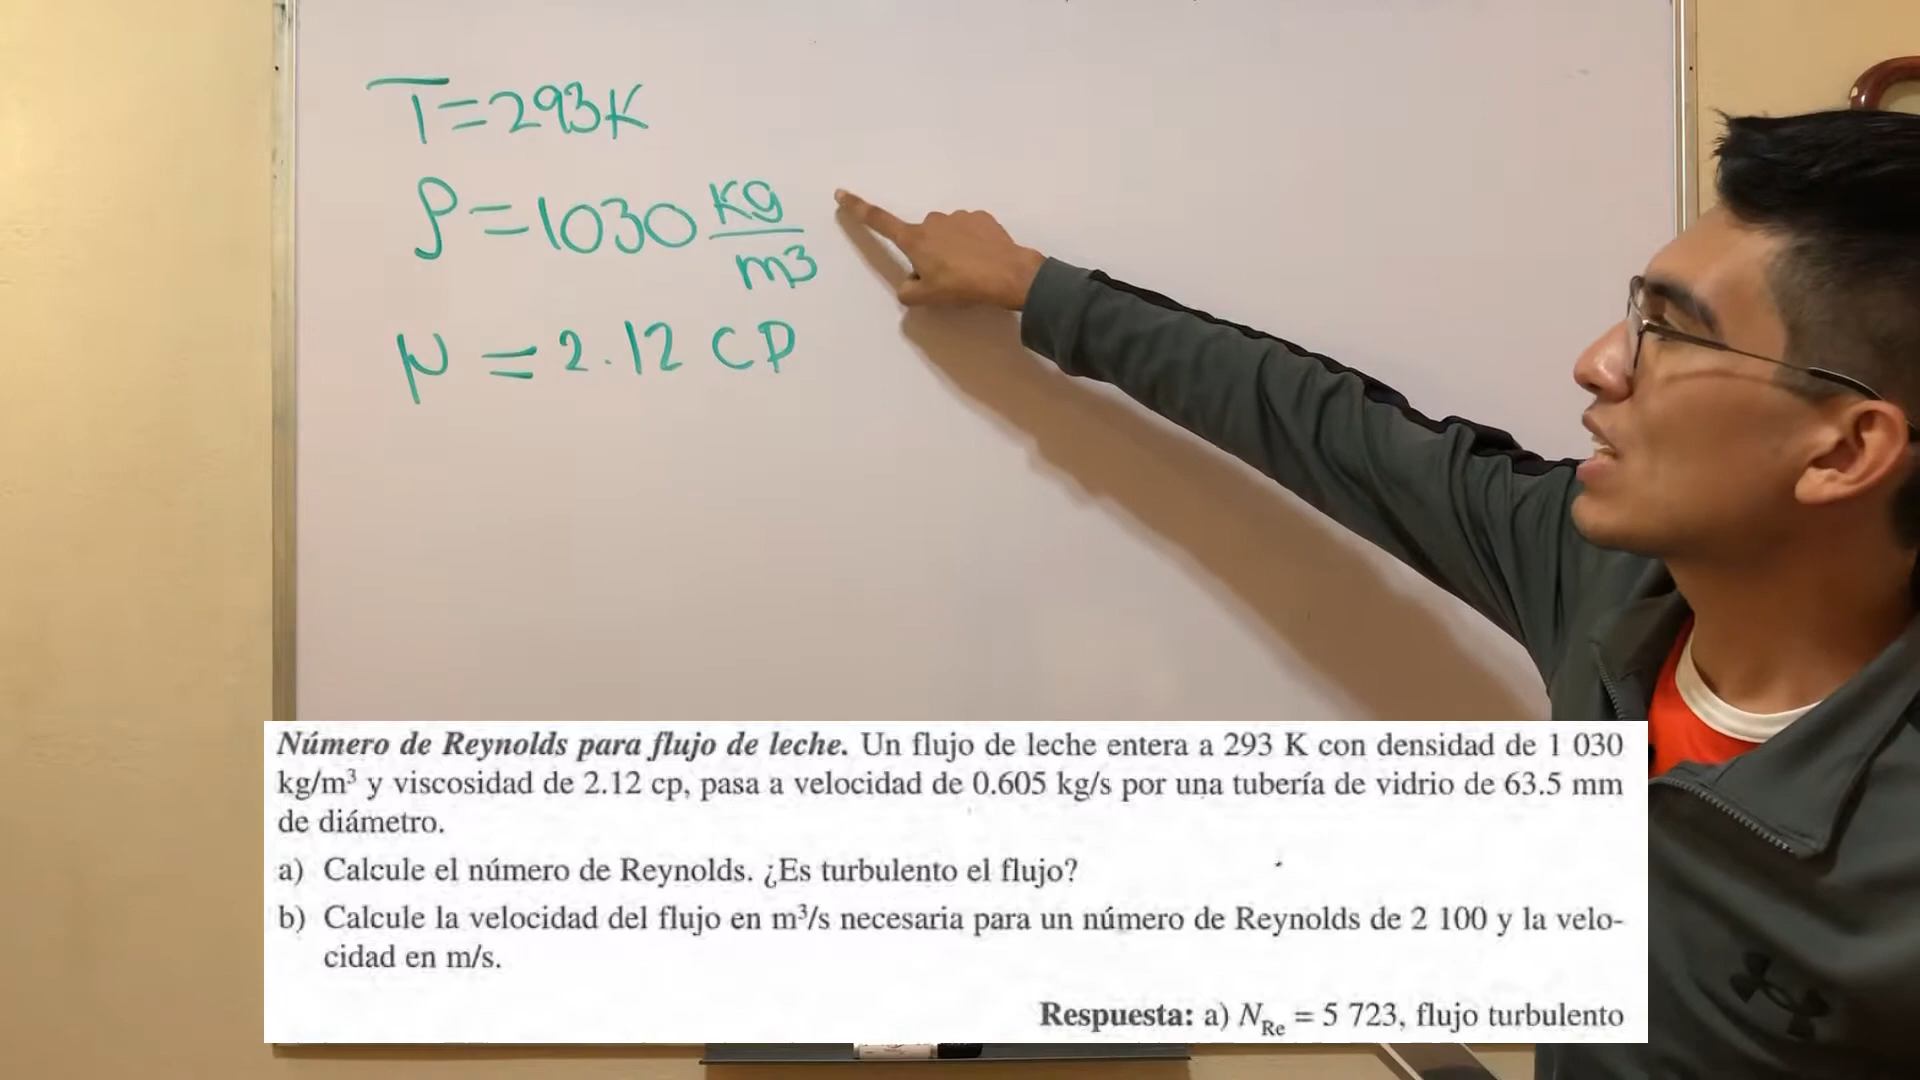 T=293K
ρ=1030 Kg/m³
μ = 2.12 CP
Número de Reynolds para flujo de leche. Un flujo de leche entera a 293 K con densidad de 1 030
kg/m³ y viscosidad de 2.12 cp, pasa a velocidad de 0.605 kg/s por una tubería de vidrio de 63.5 mm
de diámetro.
a) Calcule el número de Reynolds. ¿Es turbulento el flujo?
b) Calcule la velocidad del flujo en m³/s necesaria para un número de Reynolds de 2 100 y la velo-
cidad en m/s.
Respuesta: a) N_Re = 5 723, flujo turbulento